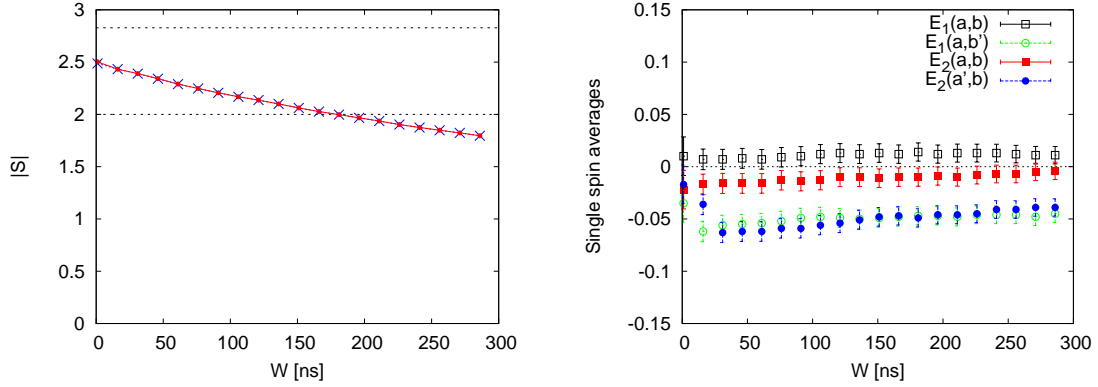 3
2.5
2
1.5
1
0.5
0
|S|
0 50 100 150 200 250 300
W [ns]
0.15
0.1
0.05
0
-0.05
-0.1
-0.15
Single spin averages
E1(a,b)
E1(a,b')
E2(a,b)
E2(a',b)
0 50 100 150 200 250 300
W [ns]